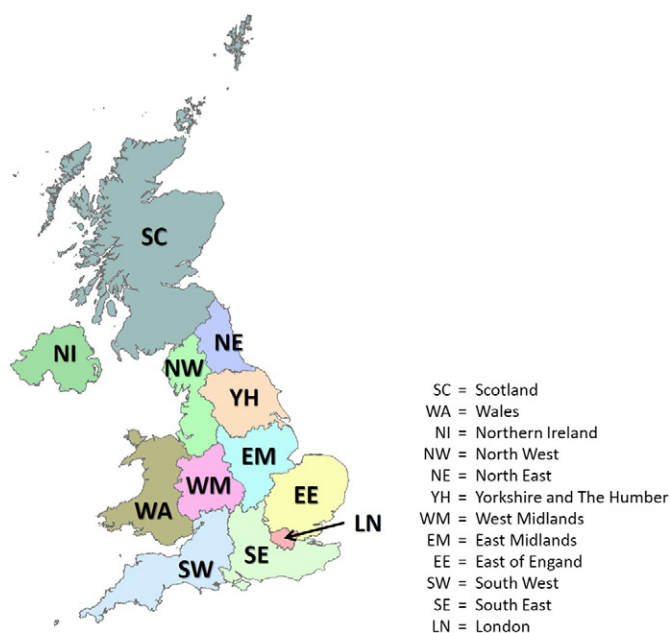 SC
NI
NW
NE
YH
EM
WM
WA
EE
LN
SW
SE
SC = Scotland
WA = Wales
NI = Northern Ireland
NW = North West
NE = North East
YH = Yorkshire and The Humber
WM = West Midlands
EM = East Midlands
EE = East of Engand
SW = South West
SE = South East
LN = London